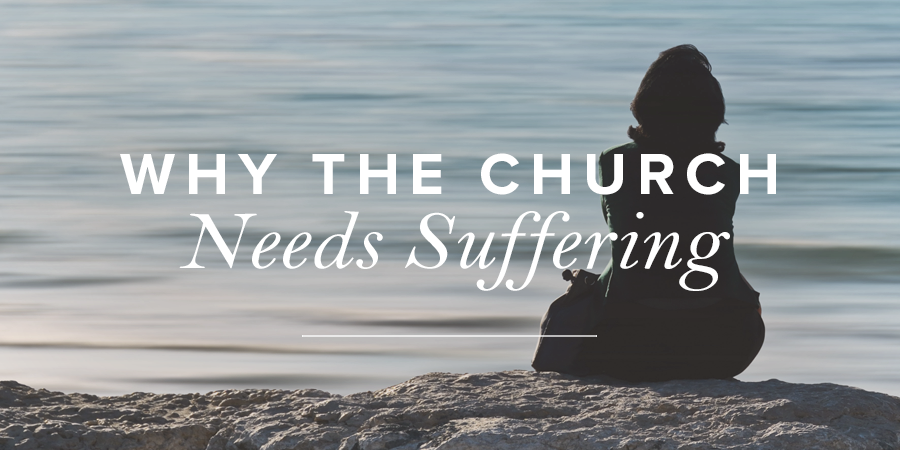 WHY THE CHURCH
Needs Suffering